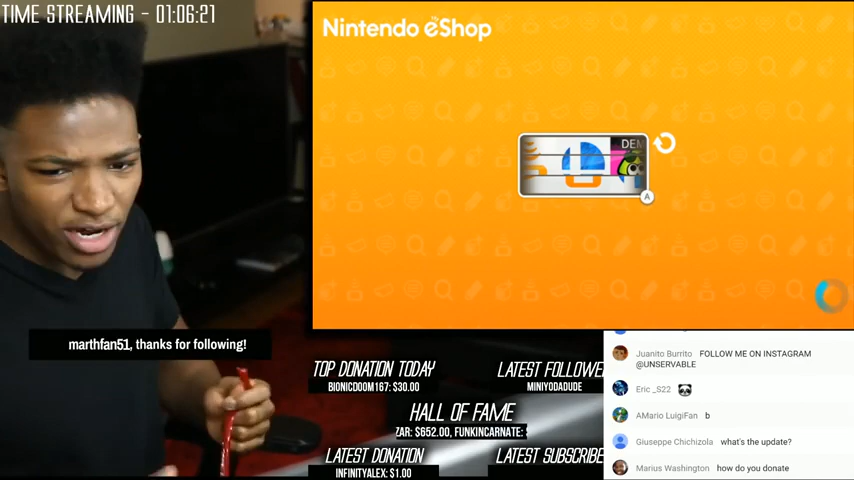 TIME STREAMING - 01:06:21
Nintendo eShop
DEM
A
marthfan51, thanks for following!
TOP DONATION TODAY
BIONICDOOM167: $30.00
LATEST FOLLOWE
MINIYODADUDE
HALL OF FAME
ZAR: $652.00, FUNKINCARNATE:
LATEST DONATION
INFINITYALEX: $1.00
LATEST SUBSCRIBE
Juanito Burrito FOLLOW ME ON INSTAGRAM
@UNSERVABLE
Eric _S22
AMario LuigiFan b
Giuseppe Chichizola what's the update?
Marius Washington how do you donate